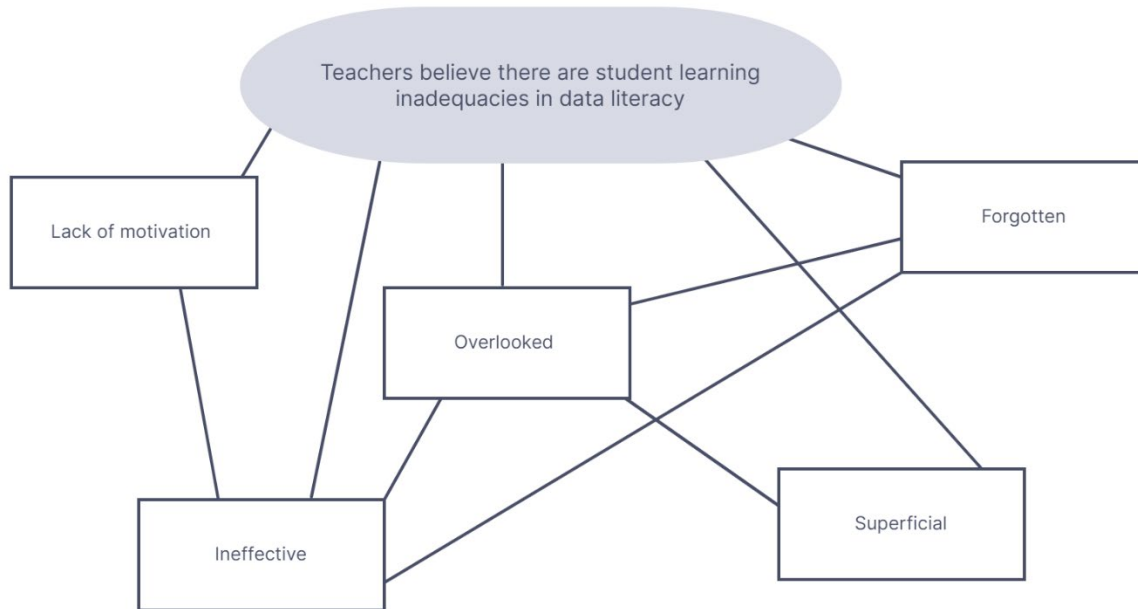 Teachers believe there are student learning
inadequacies in data literacy
Lack of motivation
Forgotten
Overlooked
Superficial
Ineffective